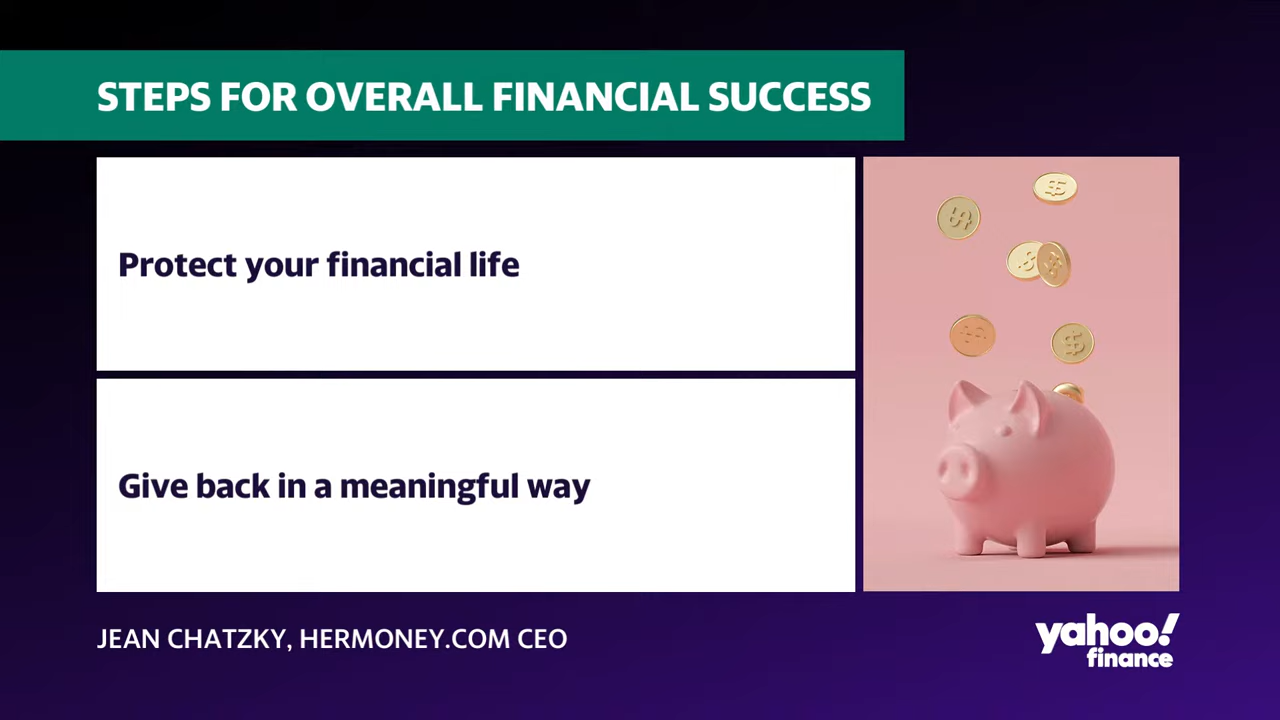 STEPS FOR OVERALL FINANCIAL SUCCESS
Protect your financial life
Give back in a meaningful way
JEAN CHATZKY, HERMONEY.COM CEO
yahoo!
finance